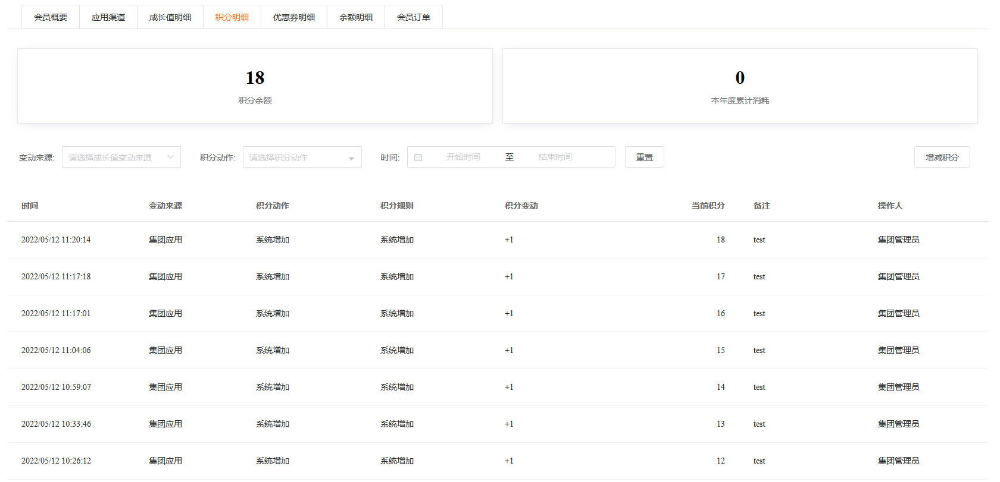 会员概要 应用渠道 成长值明细 积分明细 优惠券明细 余额明细 会员订单
18 0
积分余额 本年度累计消耗
变动来源: 请选择成长值变动来源 积分动作: 请选择积分动作 时间: 开始时间 至 结束时间 重置 增减积分
时间 变动来源 积分动作 积分规则 积分变动 当前积分 备注 操作人
2022/05/12 11:20:14 集团应用 系统增加 系统增加 +1 18 test 集团管理员
2022/05/12 11:17:18 集团应用 系统增加 系统增加 +1 17 test 集团管理员
2022/05/12 11:17:01 集团应用 系统增加 系统增加 +1 16 test 集团管理员
2022/05/12 11:04:06 集团应用 系统增加 系统增加 +1 15 test 集团管理员
2022/05/12 10:59:07 集团应用 系统增加 系统增加 +1 14 test 集团管理员
2022/05/12 10:33:46 集团应用 系统增加 系统增加 +1 13 test 集团管理员
2022/05/12 10:26:12 集团应用 系统增加 系统增加 +1 12 test 集团管理员